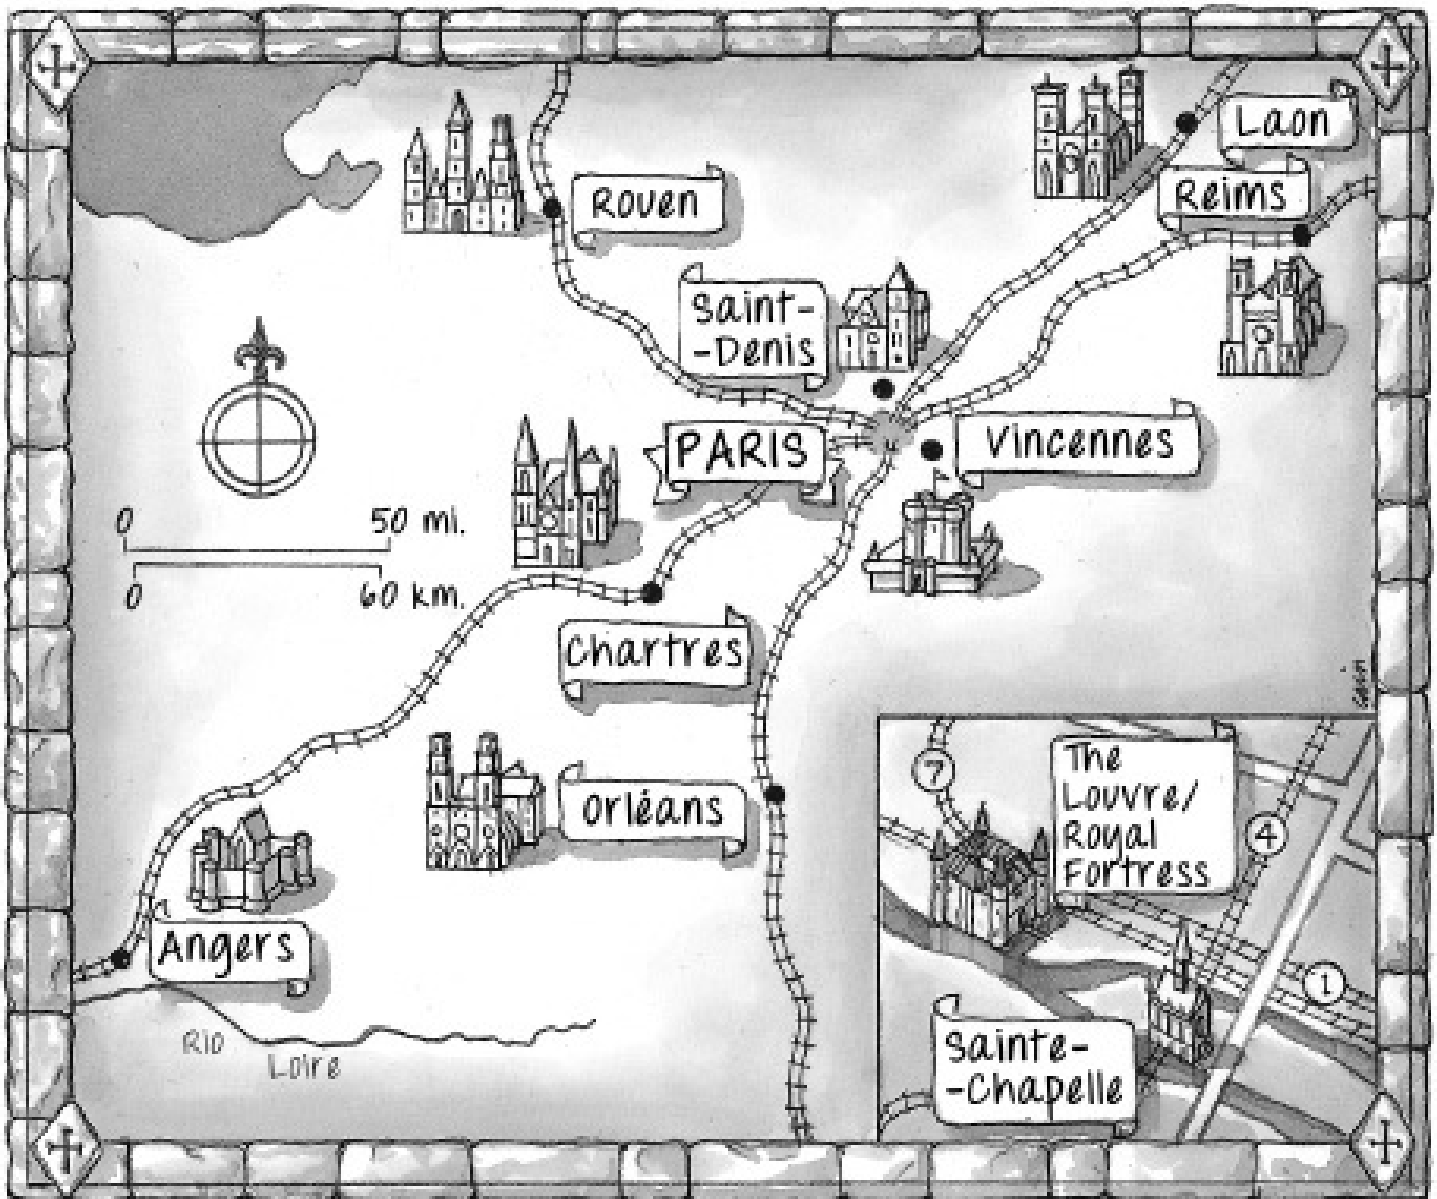 Laon
Reims
Rouen
Saint-
-Denis
PARIS
Vincennes
0
50 mi.
0
60 km.
Chartres
Orléans
Angers
Rio
Loire
7
The
Louvre/
Royal
Fortress
4
1
Sainte-
-Chapelle